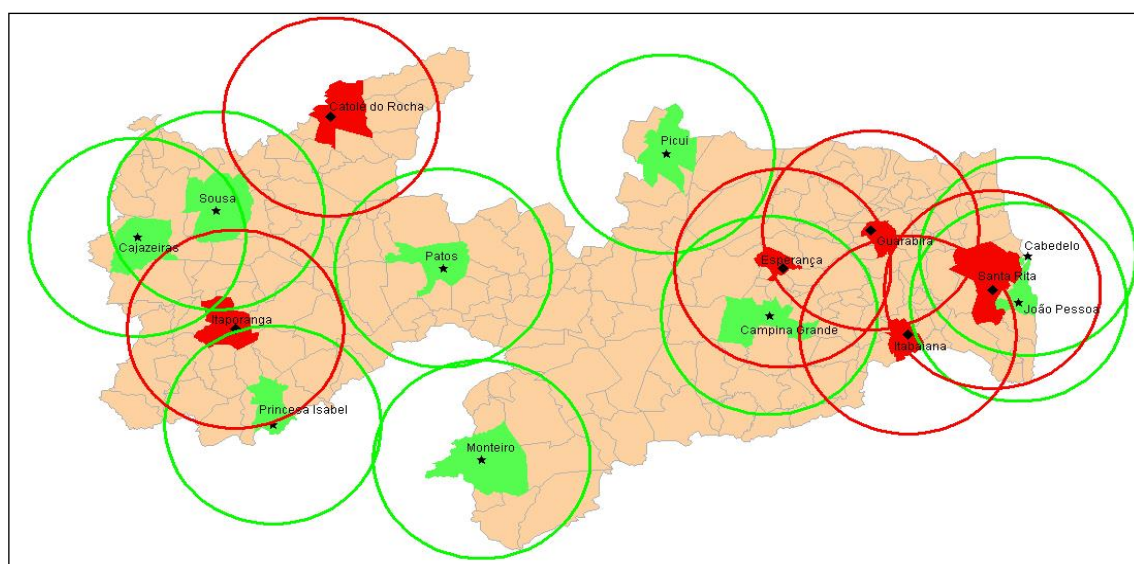 Catolé do Rocha
Picuí
Sousa
Cajazeiras
Guarabira
Cabedelo
Patos
Esperança
Santa Rita
João Pessoa
Itaporanga
Campina Grande
Itabaiana
Princesa Isabel
Monteiro